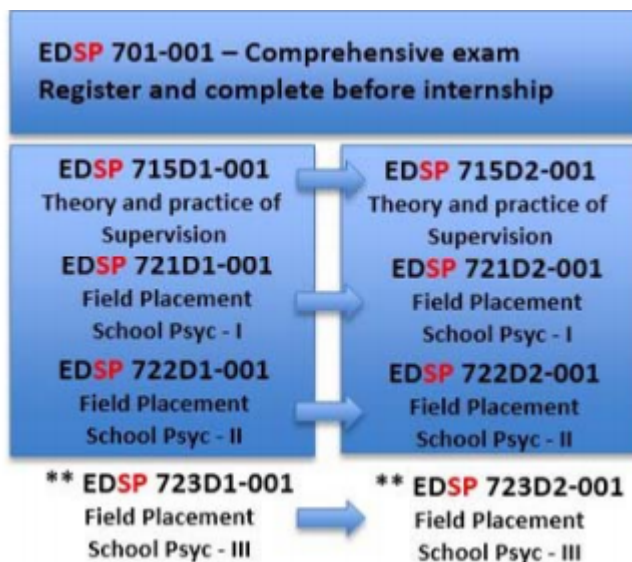 EDSP 701-001 – Comprehensive exam
Register and complete before internship
EDSP 715D1-001
Theory and practice of
Supervision
EDSP 721D1-001
Field Placement
School Psyc - I
EDSP 722D1-001
Field Placement
School Psyc - II
** EDSP 723D1-001
Field Placement
School Psyc - III
EDSP 715D2-001
Theory and practice of
Supervision
EDSP 721D2-001
Field Placement
School Psyc - I
EDSP 722D2-001
Field Placement
School Psyc - II
** EDSP 723D2-001
Field Placement
School Psyc - III